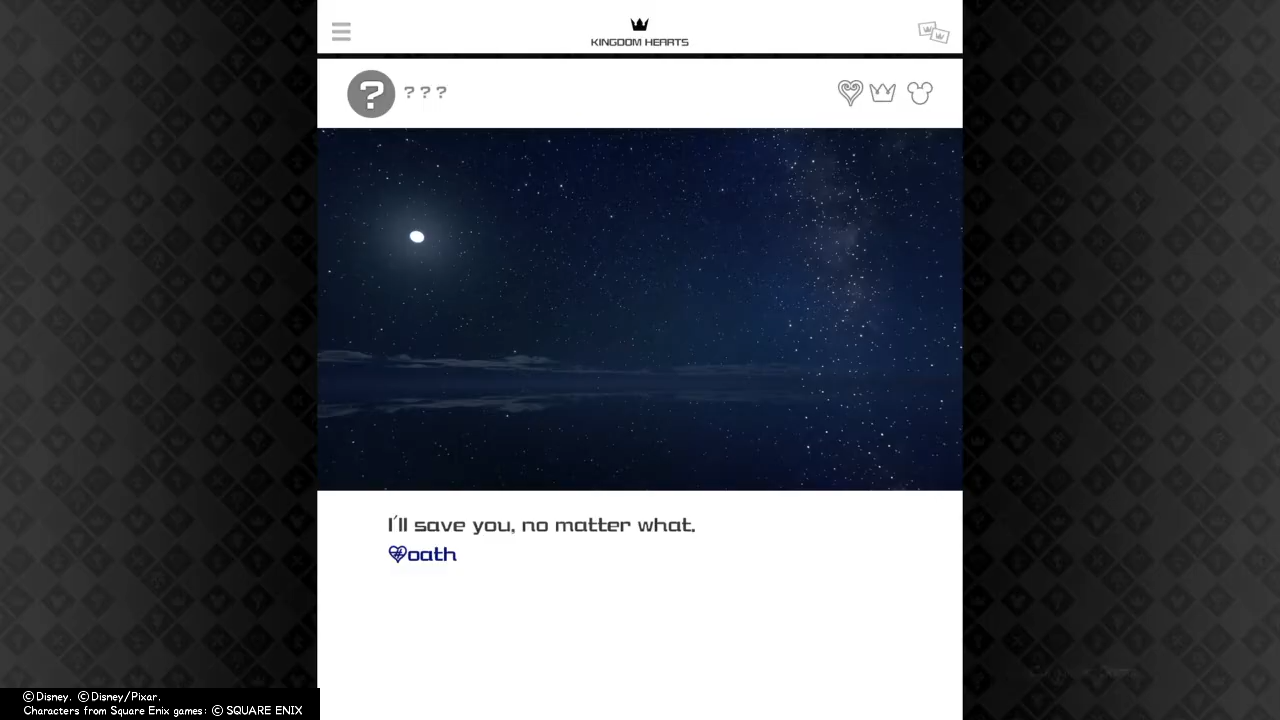 KINGDOM HEARTS
?
? ? ?
I'll save you, no matter what.
#oath
©Disney. ©Disney/Pixar.
Characters from Square Enix games: © SQUARE ENIX